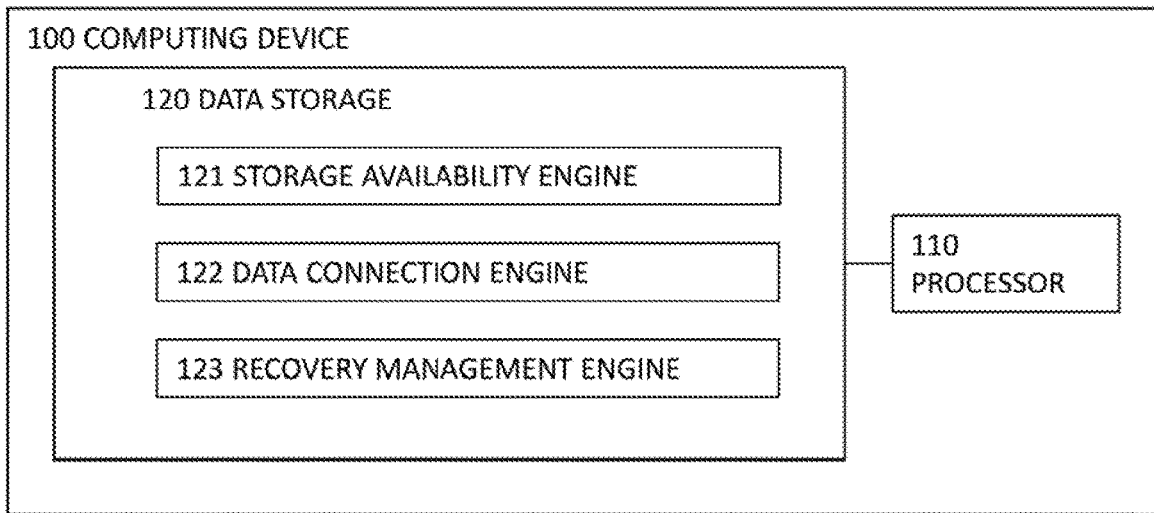 100 COMPUTING DEVICE
120 DATA STORAGE
121 STORAGE AVAILABILITY ENGINE
122 DATA CONNECTION ENGINE
123 RECOVERY MANAGEMENT ENGINE
110
PROCESSOR